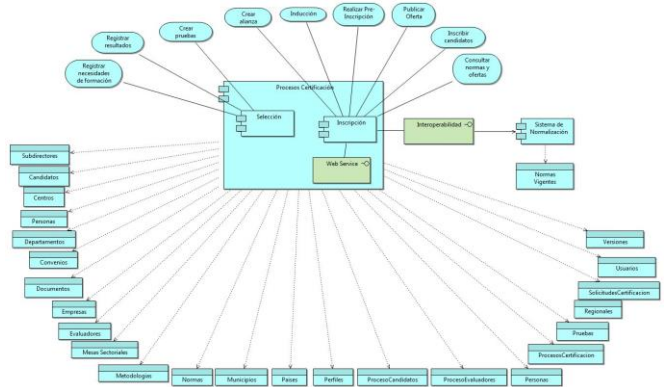 Crear
alianza
Inducción
Realizar Pre-
Inscripción
Publicar
Oferta
Crear
pruebas
Registrar
resultados
Inscribir
candidatos
Registrar
necesidades
de formación
Consultar
normas y
ofertas
Procesos Certificación
Selección
Inscripción
Interoperabilidad
Sistema de
Normalización
Web Service
Normas
Vigentes
Subdirectores
Candidatos
Centros
Personas
Departamentos
Convenios
Documentos
Empresas
Evaluadores
Mesas Sectoriales
Metodologías
Normas
Municipios
Paises
Perfiles
ProcesoCandidatos
ProcesoEvaluadores
Personas
ProcesosCertificacion
Pruebas
Regionales
SolicitudesCertificacion
Usuarios
Versiones